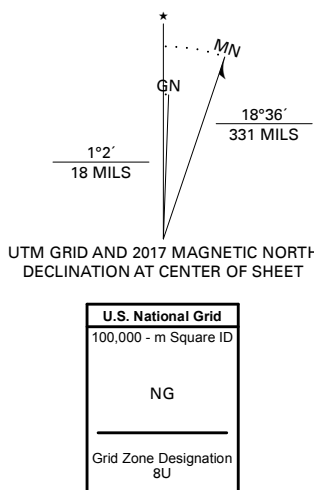 ★
MN
GN
18°36´
331 MILS
1°2´
18 MILS
UTM GRID AND 2017 MAGNETIC NORTH
DECLINATION AT CENTER OF SHEET
U.S. National Grid
100,000 - m Square ID
NG
Grid Zone Designation
8U